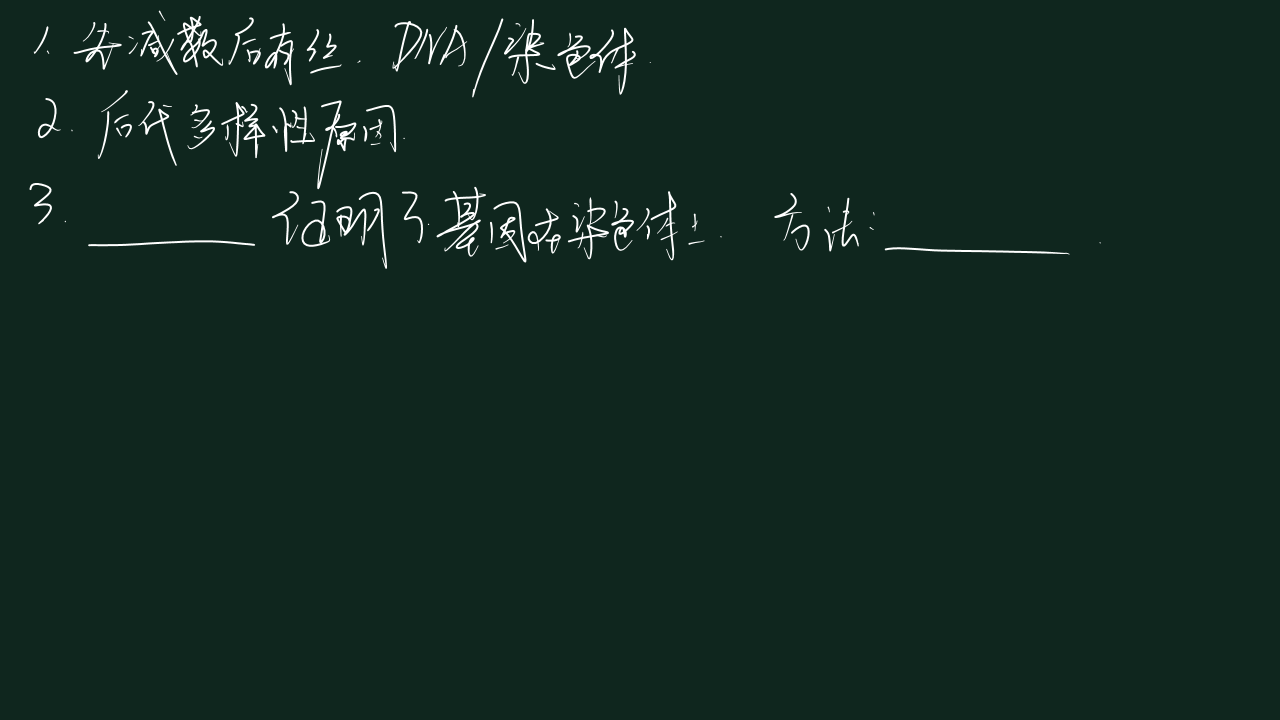 1. 先减数后有丝. DNA/染色体.
2. 后代多样性原因.
3. ______ 证明了基因在染色体上. 方法:______.